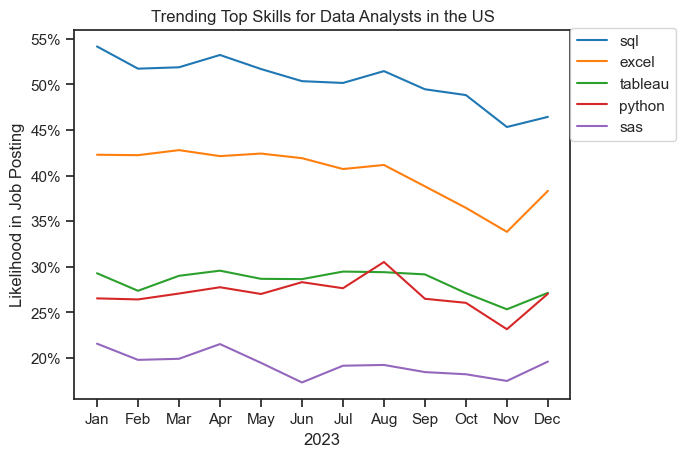 Trending Top Skills for Data Analysts in the US
Likelihood in Job Posting
55%
50%
45%
40%
35%
30%
25%
20%
Jan Feb Mar Apr May Jun Jul Aug Sep Oct Nov Dec
2023
sql
excel
tableau
python
sas